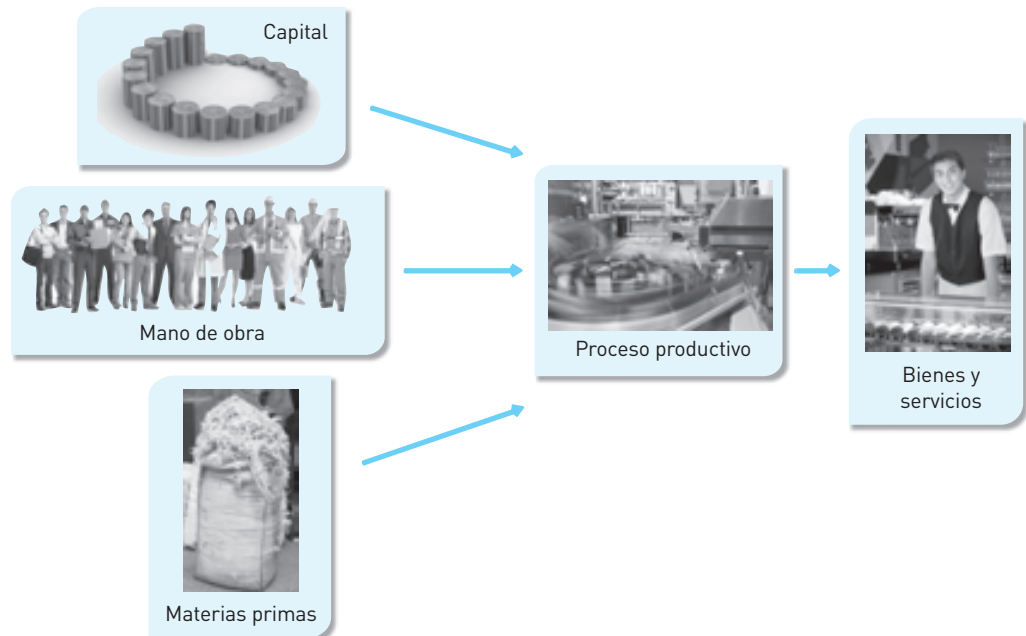 Capital
Mano de obra
Materias primas
Proceso productivo
Bienes y
servicios